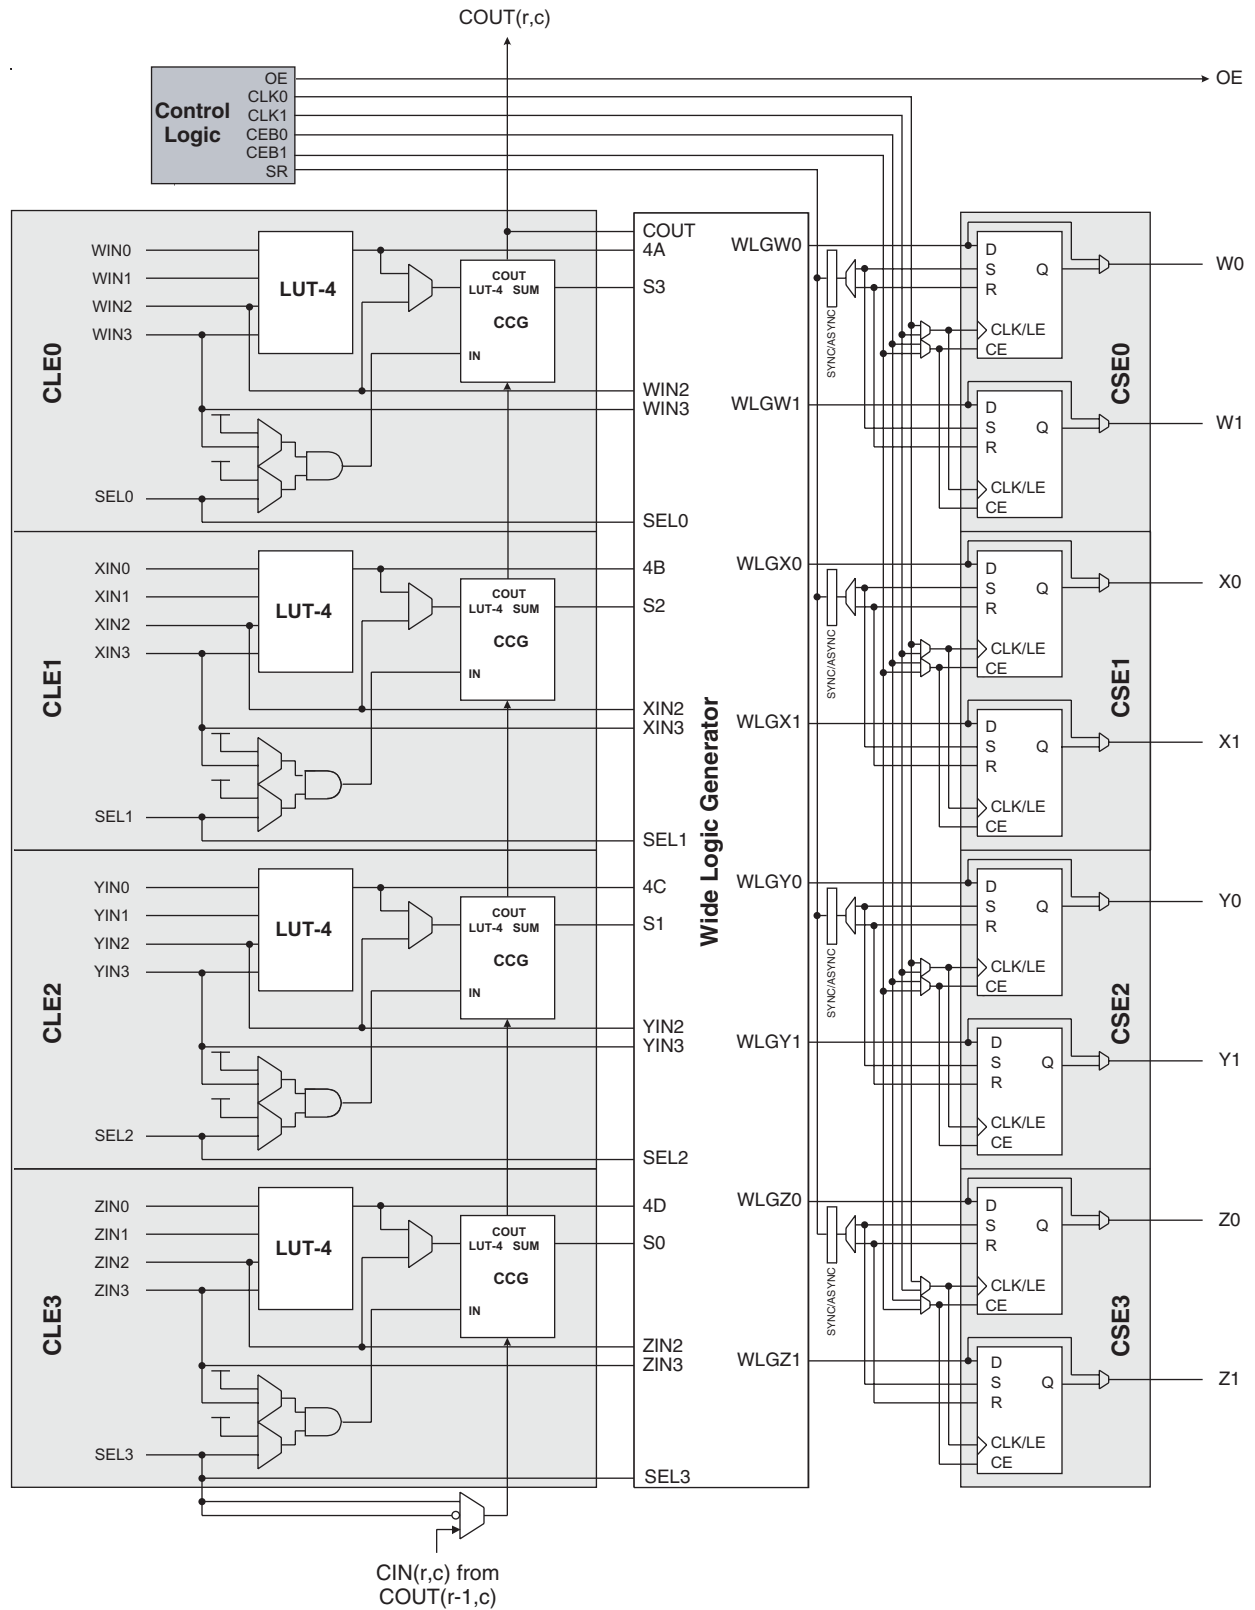 COUT(r,c)
OE
OE
CLK0
CLK1
CEB0
CEB1
SR
Control
Logic
CLE0
WIN0
WIN1
WIN2
WIN3
SEL0
LUT-4
COUT
LUT-4 SUM
CCG
IN
CLE1
XIN0
XIN1
XIN2
XIN3
SEL1
LUT-4
COUT
LUT-4 SUM
CCG
IN
CLE2
YIN0
YIN1
YIN2
YIN3
SEL2
LUT-4
COUT
LUT-4 SUM
CCG
IN
CLE3
ZIN0
ZIN1
ZIN2
ZIN3
SEL3
LUT-4
COUT
LUT-4 SUM
CCG
IN
CIN(r,c) from
COUT(r-1,c)
Wide Logic Generator
COUT
4A
S3
WIN2
WIN3
SEL0
4B
S2
XIN2
XIN3
SEL1
4C
S1
YIN2
YIN3
SEL2
4D
S0
ZIN2
ZIN3
SEL3
WLGW0
WLGW1
WLGX0
WLGX1
WLGY0
WLGY1
WLGZ0
WLGZ1
SYNC/ASYNC
SYNC/ASYNC
SYNC/ASYNC
SYNC/ASYNC
CSE0
D
S Q
R
CLK/LE
CE
W0
D
S Q
R
CLK/LE
CE
W1
CSE1
D
S Q
R
CLK/LE
CE
X0
D
S Q
R
CLK/LE
CE
X1
CSE2
D
S Q
R
CLK/LE
CE
Y0
D
S Q
R
CLK/LE
CE
Y1
CSE3
D
S Q
R
CLK/LE
CE
Z0
D
S Q
R
CLK/LE
CE
Z1